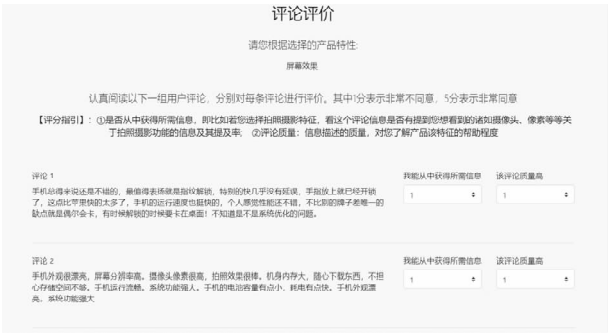 评论评价
请您根据选择的产品特性:
屏幕效果
认真阅读以下一组用户评论，分别对每条评论进行评价。其中1分表示非常不同意，5分表示非常同意
【评分指引】：①是否从中获得所需信息，即比如若您选择拍照摄影特征，看这个评论信息是否有提到您想看到的诸如摄像头、像素等等关
于拍照摄影功能的信息及其提及率；②评论质量：信息描述的质量，对您了解产品该特征的帮助程度
评论 1
我能从中获得所需信息 该评论质量高
手机总得来说还是不错的，最值得表扬就是指纹解锁，特别的快几乎没有延误，手指放上就已经开锁
了，这点比苹果快的太多了，手机的运行速度也挺快的，个人感觉性能还不错，不比别的牌子差唯一的
缺点就是偶尔会卡，有时候解锁的时候要卡在桌面！不知道是不是系统优化的问题。
1 1
评论 2
我能从中获得所需信息 该评论质量高
手机外观很漂亮，屏幕分辨率高。摄像头像素很高，拍照效果很棒。机身内存大，随心下载东西，不担
心存储空间不够。手机运行流畅。系统功能强大。手机的电池容量有点小，耗电有点快。手机外观漂
亮，系统功能强大
1 1